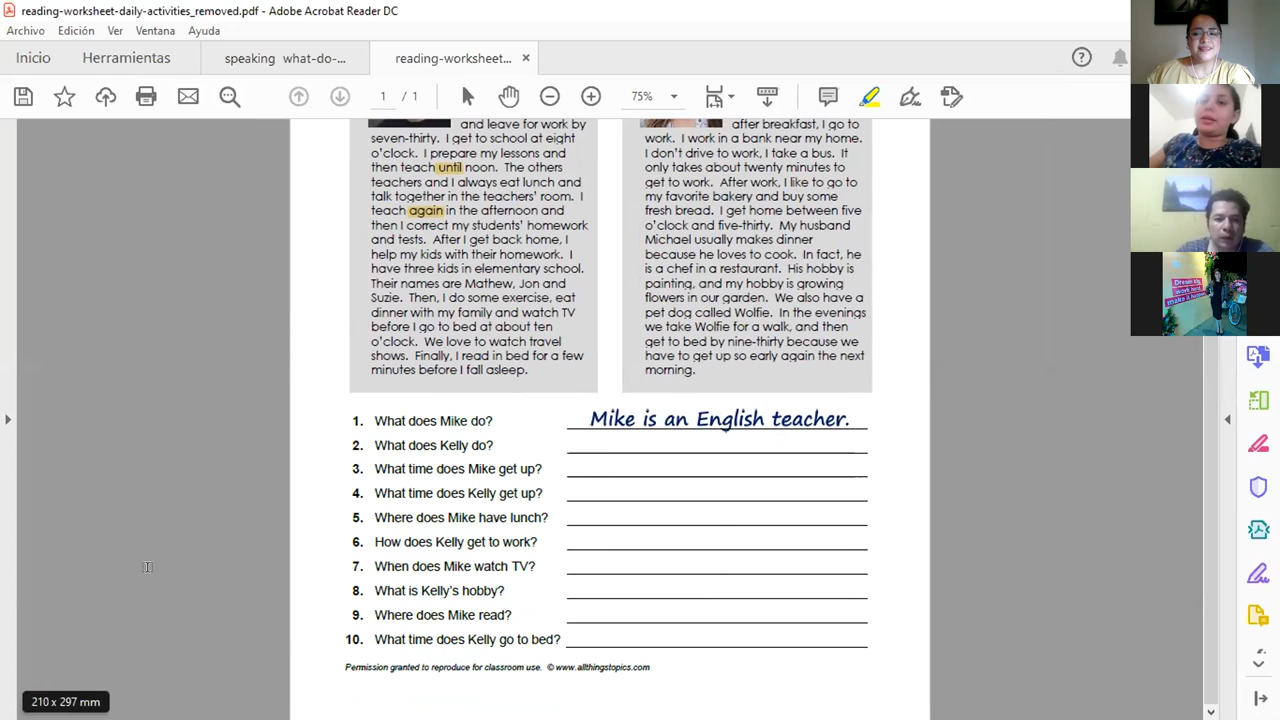 reading-worksheet-daily-activities_removed.pdf - Adobe Acrobat Reader DC
Archivo Edición Ver Ventana Ayuda
Inicio Herramientas speaking what-do-... reading-worksheet... ×
1 / 1 75%
and leave for work by
seven-thirty. I get to school at eight
o'clock. I prepare my lessons and
then teach until noon. The others
teachers and I always eat lunch and
talk together in the teachers' room. I
teach again in the afternoon and
then I correct my students' homework
and tests. After I get back home, I
help my kids with their homework. I
have three kids in elementary school.
Their names are Mathew, Jon and
Suzie. Then, I do some exercise, eat
dinner with my family and watch TV
before I go to bed at about ten
o'clock. We love to watch travel
shows. Finally, I read in bed for a few
minutes before I fall asleep.
after breakfast, I go to
work. I work in a bank near my home.
I don't drive to work, I take a bus. It
only takes about twenty minutes to
get to work. After work, I like to go to
my favorite bakery and buy some
fresh bread. I get home between five
o'clock and five-thirty. My husband
Michael usually makes dinner
because he loves to cook. In fact, he
is a chef in a restaurant. His hobby is
painting, and my hobby is growing
flowers in our garden. We also have a
pet dog called Wolfie. In the evenings
we take Wolfie for a walk, and then
get to bed by nine-thirty because we
have to get up so early again the next
morning.
1. What does Mike do? Mike is an English teacher.
2. What does Kelly do?
3. What time does Mike get up?
4. What time does Kelly get up?
5. Where does Mike have lunch?
6. How does Kelly get to work?
7. When does Mike watch TV?
8. What is Kelly's hobby?
9. Where does Mike read?
10. What time does Kelly go to bed?
Permission granted to reproduce for classroom use. © www.allthingstopics.com
210 x 297 mm
Dream big
work hard
make it happen